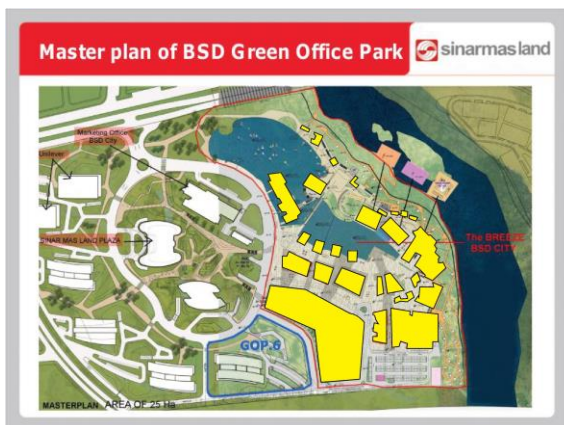 Master plan of BSD Green Office Park
sinarmasland
Marketing Office
BSD City
Unilever
SINAR MAS LAND PLAZA
The BREEZE
BSD CITY
GOP.6
MASTERPLAN AREA OF 25 Ha